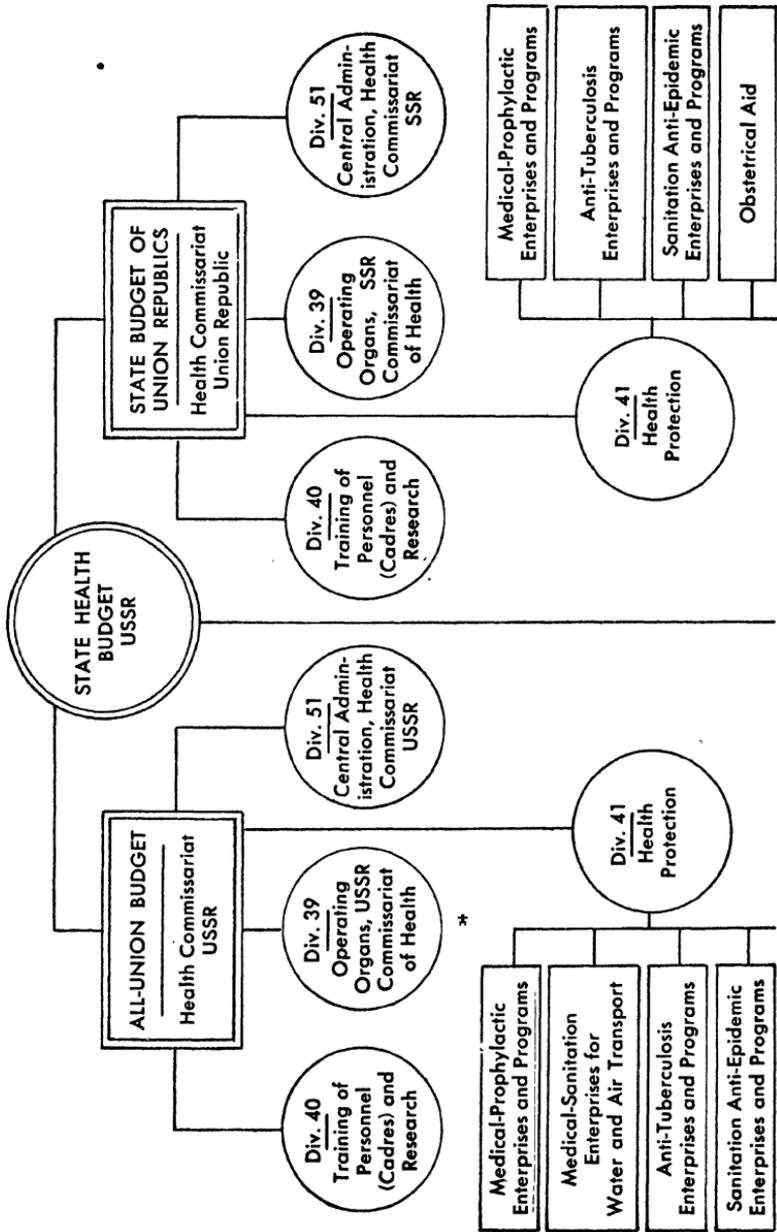 STATE HEALTH
BUDGET
USSR
ALL-UNION BUDGET
Health Commissariat
USSR
STATE BUDGET OF
UNION REPUBLICS
Health Commissariat
Union Republic
Div. 40
Training of
Personnel
(Cadres) and
Research
Div. 39
Operating
Organs, USSR
Commissariat
of Health
*
Div. 51
Central Admin-
istration, Health
Commissariat
USSR
Div. 40
Training of
Personnel
(Cadres) and
Research
Div. 39
Operating
Organs, SSR
Commissariat
of Health
Div. 51
Central Admin-
istration, Health
Commissariat
SSR
Div. 41
Health
Protection
Medical-Prophylactic
Enterprises and Programs
Medical-Sanitation
Enterprises for
Water and Air Transport
Anti-Tuberculosis
Enterprises and Programs
Sanitation Anti-Epidemic
Enterprises and Programs
Div. 41
Health
Protection
Medical-Prophylactic
Enterprises and Programs
Anti-Tuberculosis
Enterprises and Programs
Sanitation Anti-Epidemic
Enterprises and Programs
Obstetrical Aid